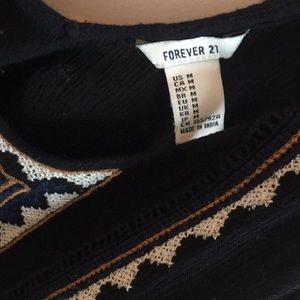 FOREVER 21
US M
CA M
MX M
BR M
EU M
UK M
KR M
JP M
CN 165/92A
MADE IN INDIA